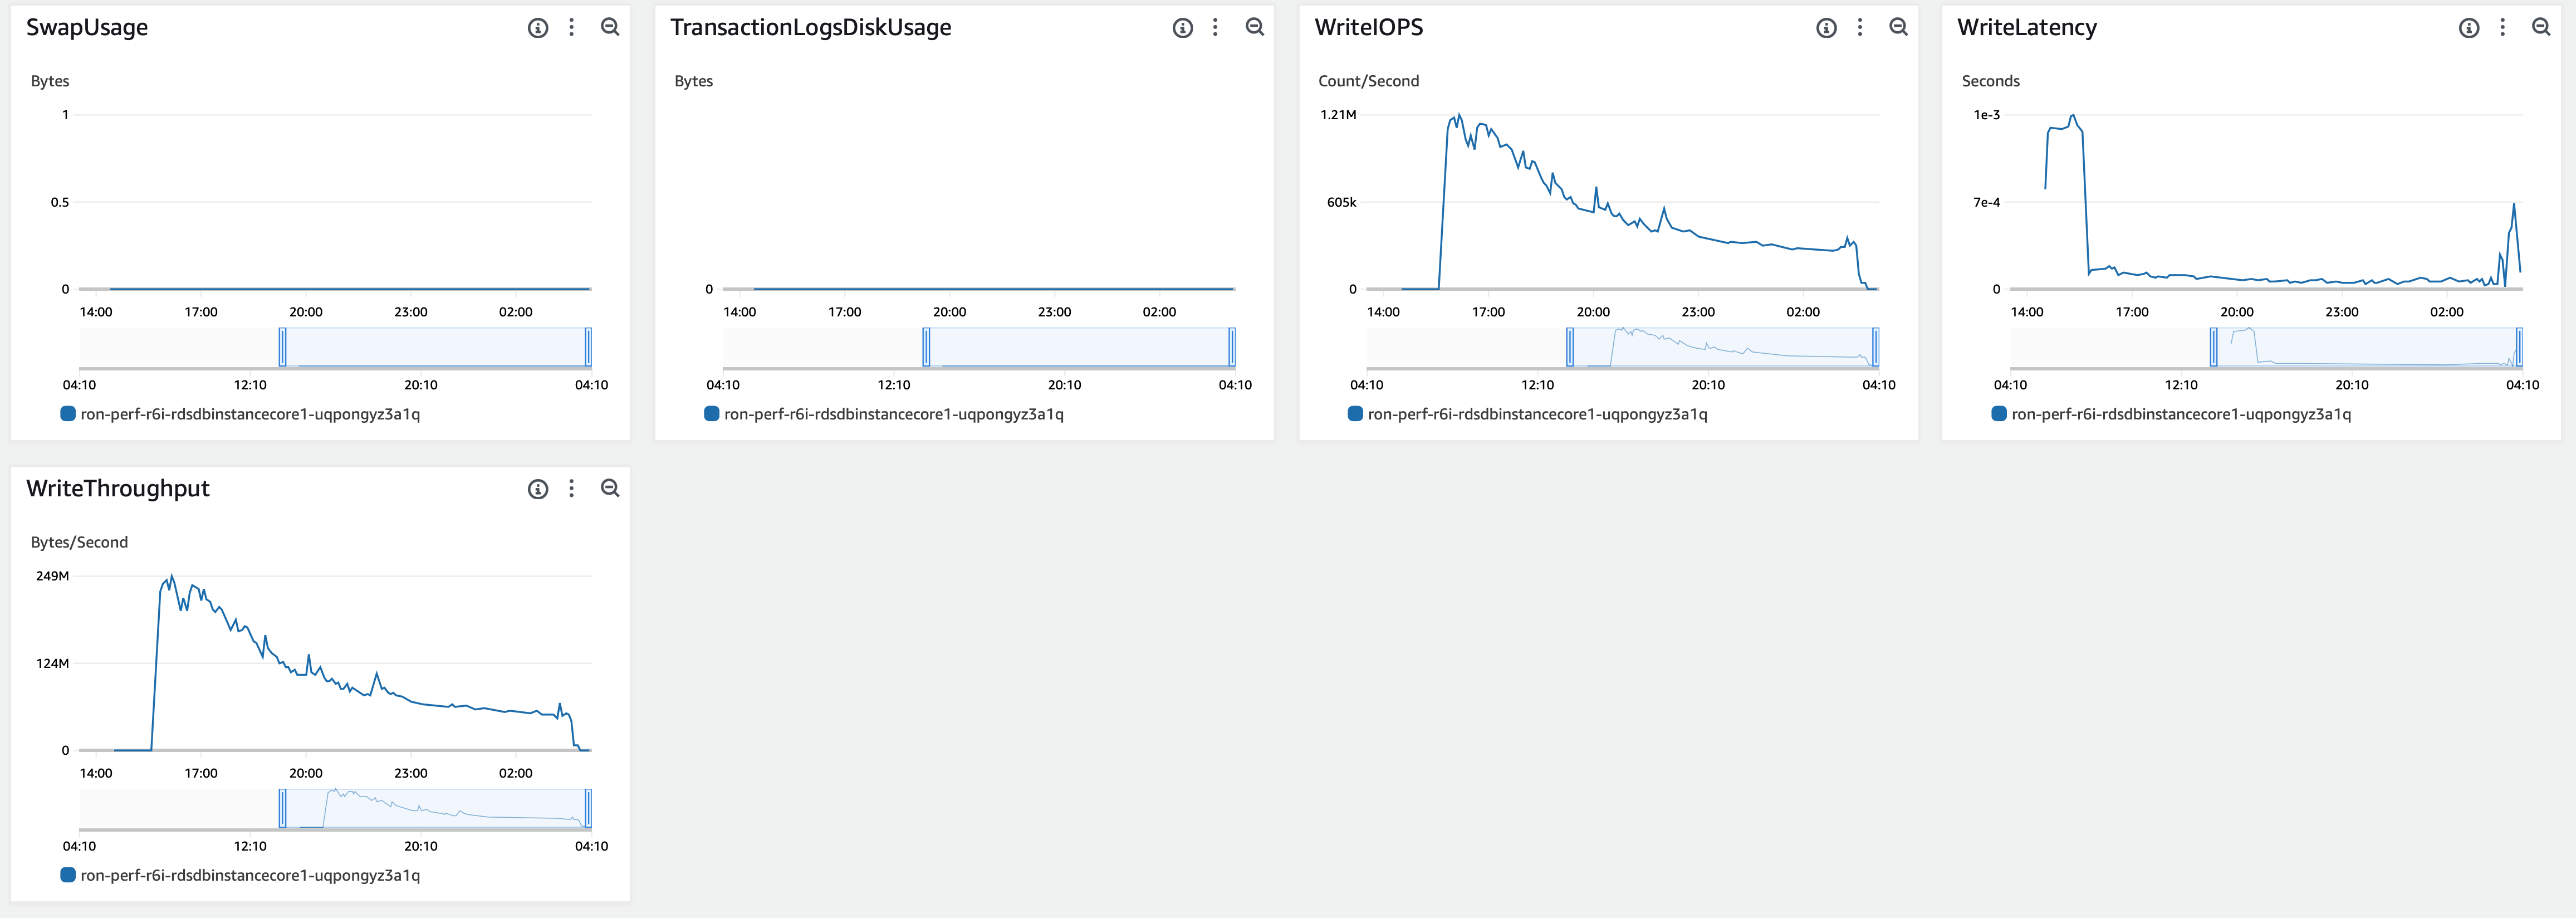 SwapUsage
Bytes
1
0.5
0
14:00 17:00 20:00 23:00 02:00
04:10 12:10 20:10 04:10
ron-perf-r6i-rdsdbinstancecore1-uqpongyz3a1q
TransactionLogsDiskUsage
Bytes
0
14:00 17:00 20:00 23:00 02:00
04:10 12:10 20:10 04:10
ron-perf-r6i-rdsdbinstancecore1-uqpongyz3a1q
WriteIOPS
Count/Second
1.21M
605k
0
14:00 17:00 20:00 23:00 02:00
04:10 12:10 20:10 04:10
ron-perf-r6i-rdsdbinstancecore1-uqpongyz3a1q
WriteLatency
Seconds
1e-3
7e-4
0
14:00 17:00 20:00 23:00 02:00
04:10 12:10 20:10 04:10
ron-perf-r6i-rdsdbinstancecore1-uqpongyz3a1q
WriteThroughput
Bytes/Second
249M
124M
0
14:00 17:00 20:00 23:00 02:00
04:10 12:10 20:10 04:10
ron-perf-r6i-rdsdbinstancecore1-uqpongyz3a1q